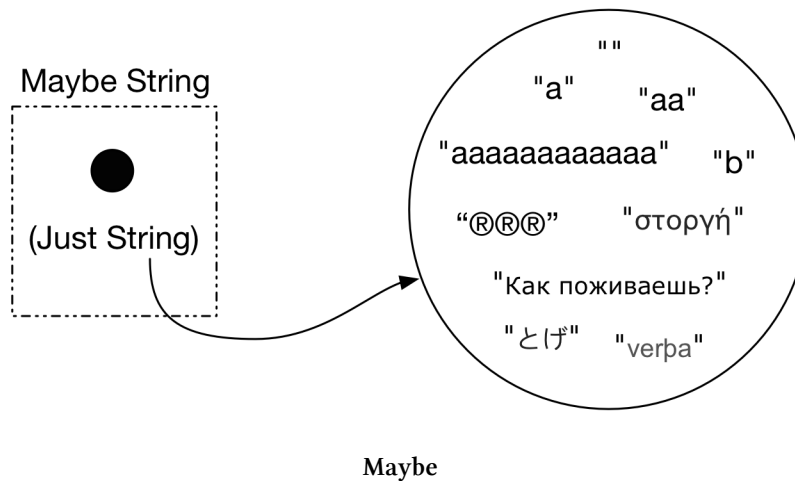 Maybe String
(Just String)
""
"a"
"aa"
"aaaaaaaaaaaa"
"b"
“®®®”
"στοργή"
"Как поживаешь?"
"とげ"
"verþa"
Maybe